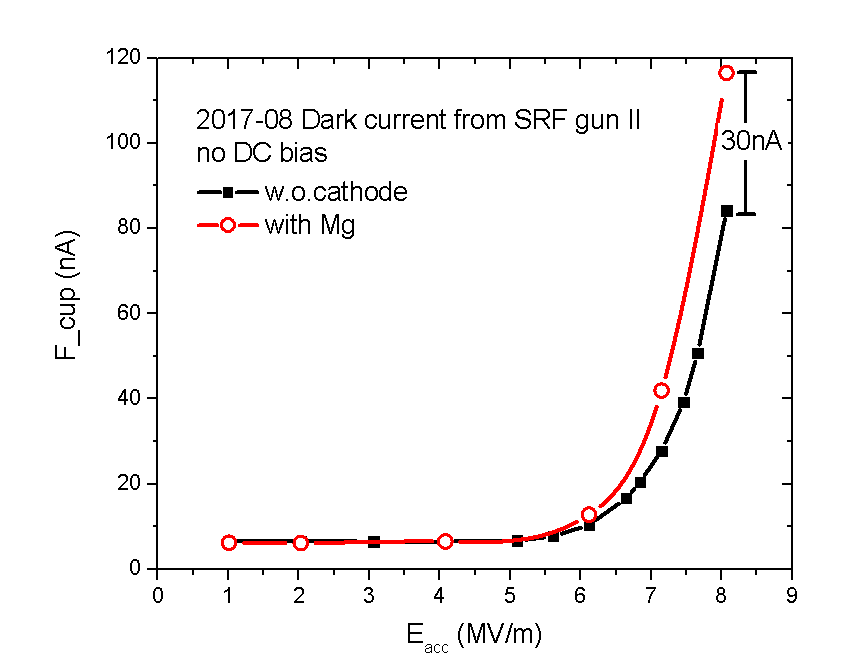 120
100
80
60
40
20
0
F_cup (nA)
2017-08 Dark current from SRF gun II
no DC bias
w.o.cathode
with Mg
30nA
0 1 2 3 4 5 6 7 8 9
E_acc (MV/m)